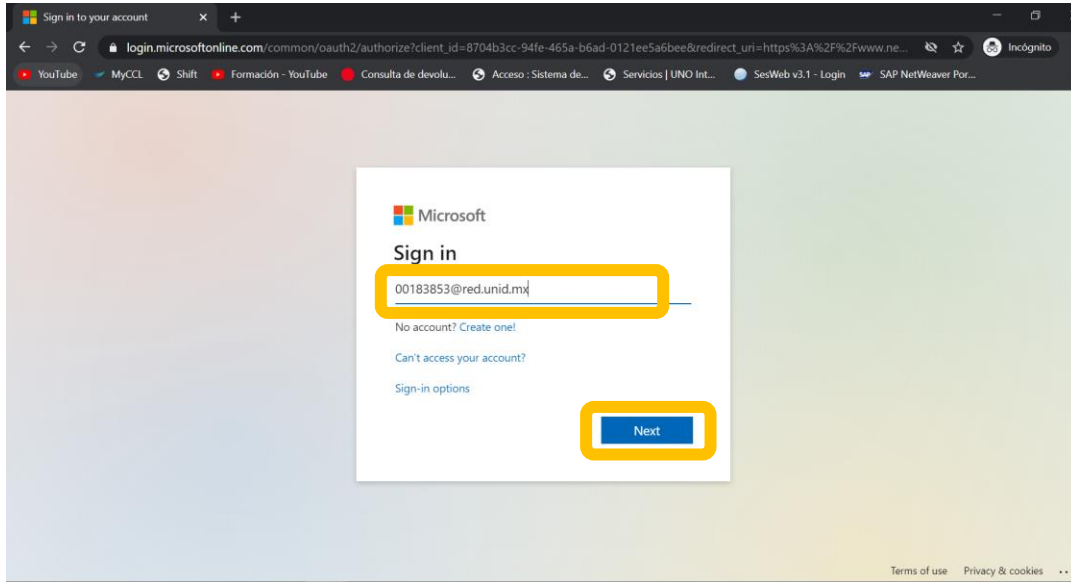 Sign in to your account
login.microsoftonline.com/common/oauth2/authorize?client_id=8704b3cc-94fe-465a-b6ad-0121ee5a6bee&redirect_uri=https%3A%2F%2Fwww.ne... Incógnito
YouTube MyCCL Shift Formación - YouTube Consulta de devolu... Acceso : Sistema de... Servicios | UNO Int... SesWeb v3.1 - Login SAP SAP NetWeaver Por...
Microsoft
Sign in
00183853@red.unid.mx
No account? Create one!
Can't access your account?
Sign-in options
Next
Terms of use Privacy & cookies